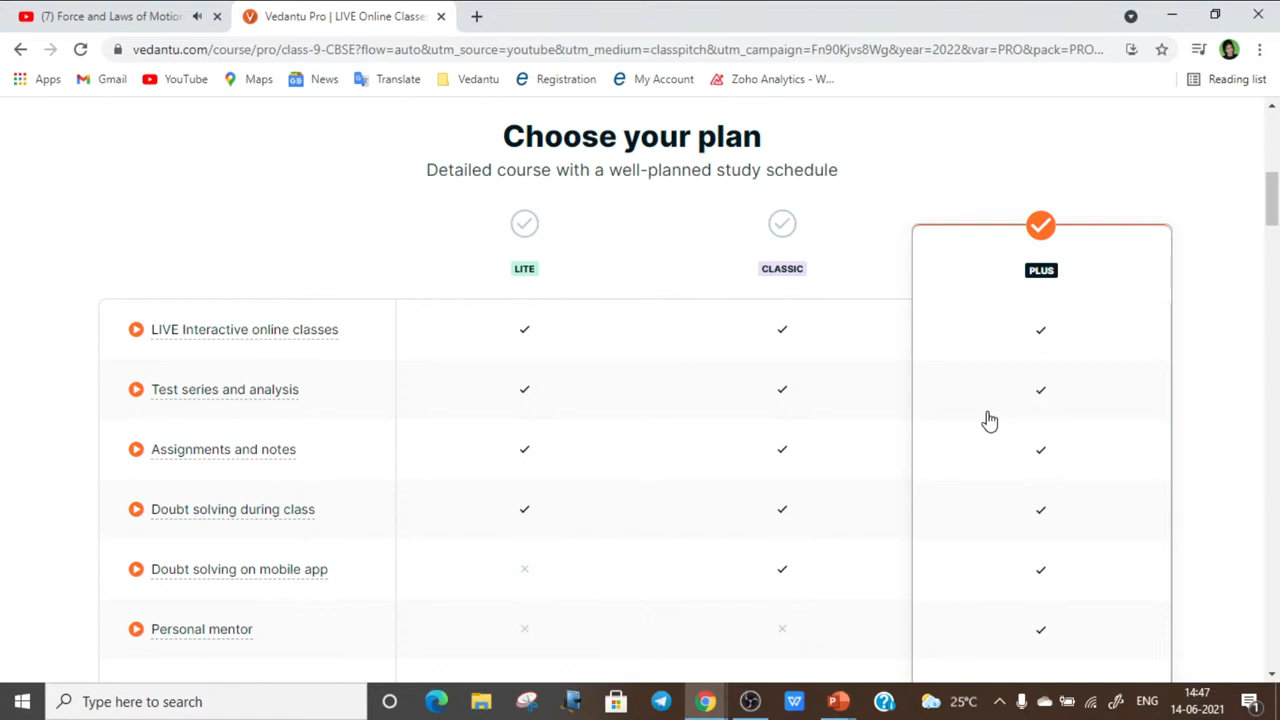 (7) Force and Laws of Motion
Vedantu Pro | LIVE Online Classes
vedantu.com/course/pro/class-9-CBSE?flow=auto&utm_source=youtube&utm_medium=classpitch&utm_campaign=Fn90Kjvs8Wg&year=2022&var=PRO&pack=PRO...
Apps Gmail YouTube Maps News Translate Vedantu Registration My Account Zoho Analytics - W... Reading list
Choose your plan
Detailed course with a well-planned study schedule
LITE CLASSIC PLUS
LIVE Interactive online classes
Test series and analysis
Assignments and notes
Doubt solving during class
Doubt solving on mobile app
Personal mentor
Type here to search
25°C
ENG
14:47
14-06-2021
1